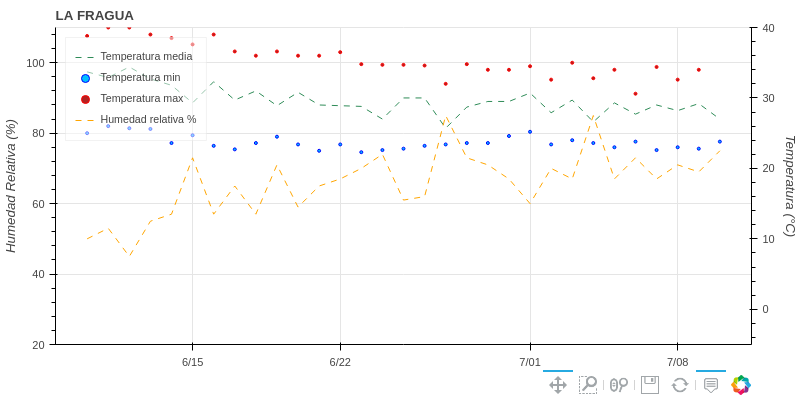 LA FRAGUA
Temperatura media
Temperatura min
Temperatura max
Humedad relativa %
Humedad Relativa (%)
100
80
60
40
20
Temperatura (°C)
40
30
20
10
0
6/15
6/22
7/01
7/08